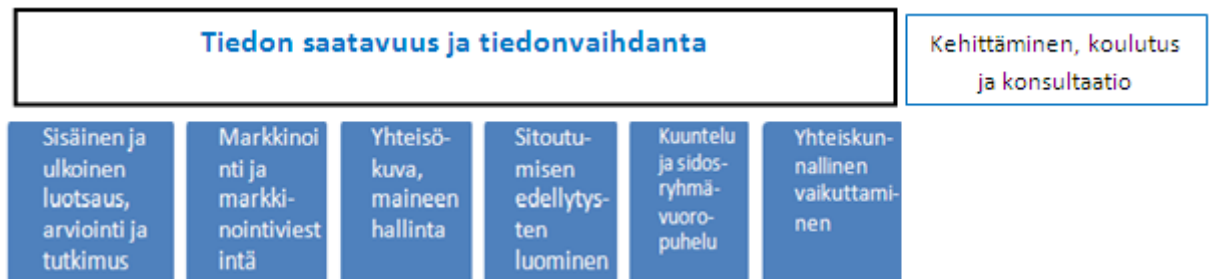 Tiedon saatavuus ja tiedonvaihdanta
Kehittäminen, koulutus
ja konsultaatio
Sisäinen ja
ulkoinen
luotsaus,
arviointi ja
tutkimus
Markkinoi
nti ja
markki-
nointiviest
intä
Yhteisö-
kuva,
maineen
hallinta
Sitoutu-
misen
edellytys-
ten
luominen
Kuuntelu
ja sidos-
ryhmä-
vuoro-
puhelu
Yhteiskun-
nallinen
vaikuttami-
nen